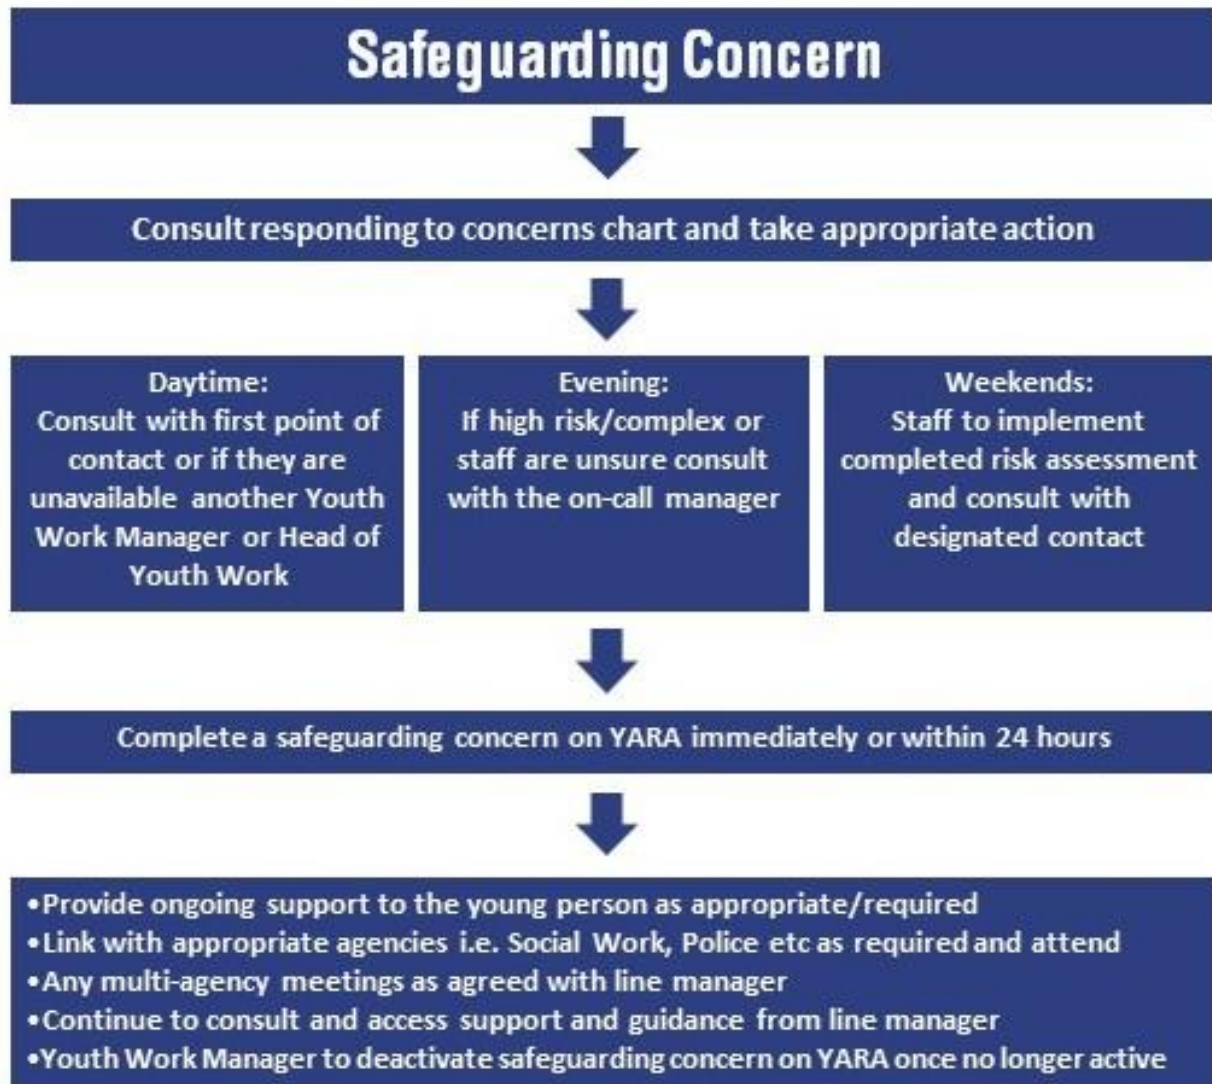 Safeguarding Concern
Consult responding to concerns chart and take appropriate action
Daytime:
Consult with first point of
contact or if they are
unavailable another Youth
Work Manager or Head of
Youth Work
Evening:
If high risk/complex or
staff are unsure consult
with the on-call manager
Weekends:
Staff to implement
completed risk assessment
and consult with
designated contact
Complete a safeguarding concern on YARA immediately or within 24 hours
•Provide ongoing support to the young person as appropriate/required
•Link with appropriate agencies i.e. Social Work, Police etc as required and attend
•Any multi-agency meetings as agreed with line manager
•Continue to consult and access support and guidance from line manager
•Youth Work Manager to deactivate safeguarding concern on YARA once no longer active